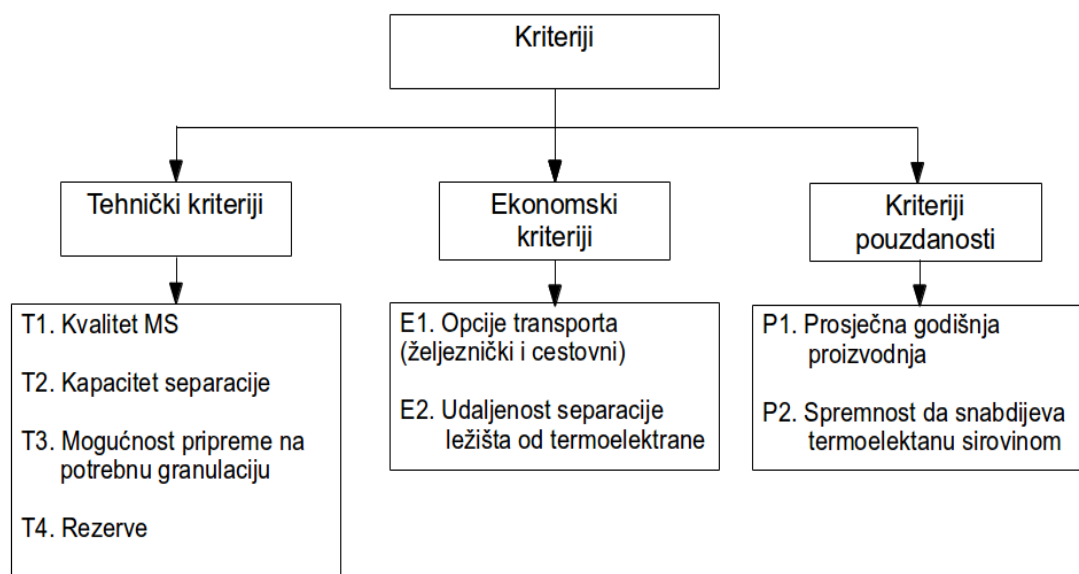 Kriteriji
Tehnički kriteriji
T1. Kvalitet MS
T2. Kapacitet separacije
T3. Mogućnost pripreme na
potrebnu granulaciju
T4. Rezerve
Ekonomski
kriteriji
E1. Opcije transporta
(željeznički i cestovni)
E2. Udaljenost separacije
ležišta od termoelektrane
Kriteriji
pouzdanosti
P1. Prosječna godišnja
proizvodnja
P2. Spremnost da snabdijeva
termoelektanu sirovinom